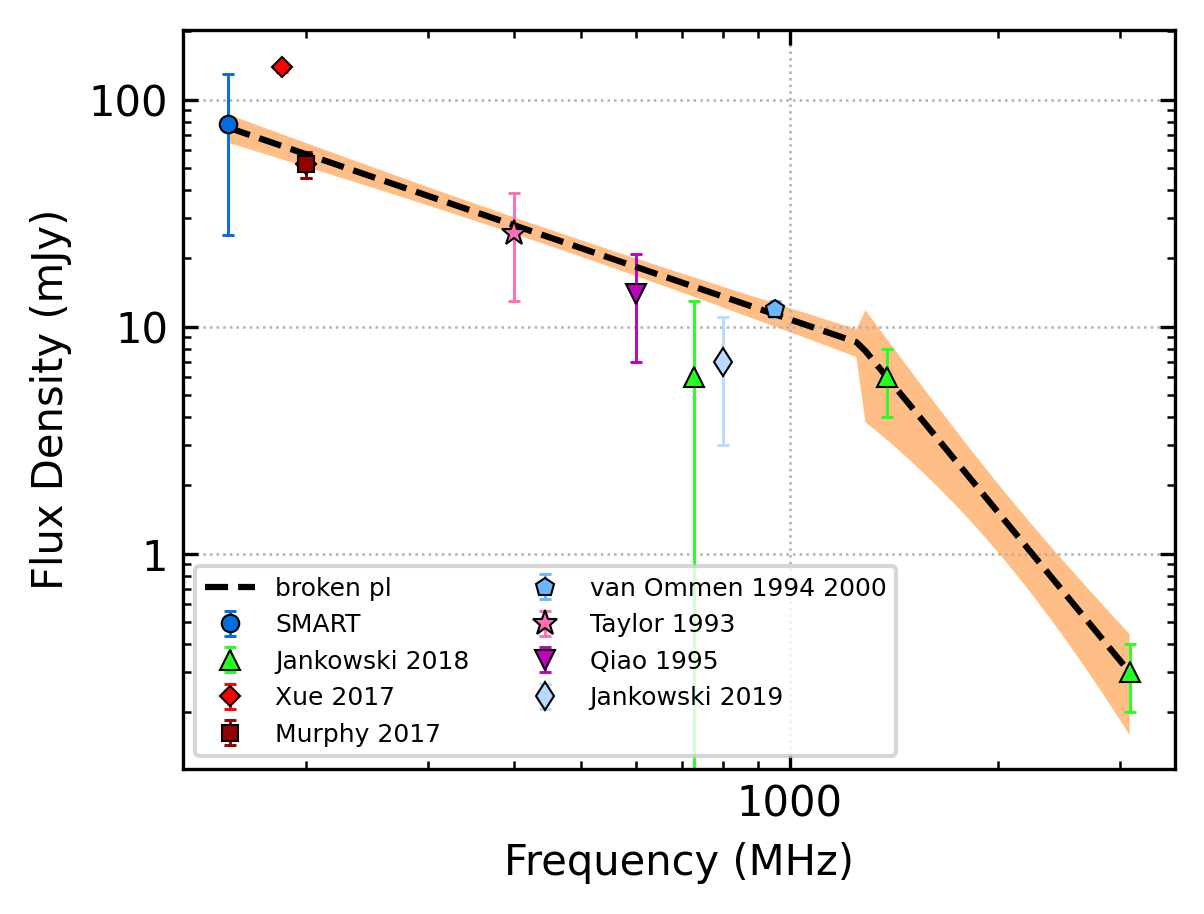 100
10
1
Flux Density (mJy)
broken pl
SMART
Jankowski 2018
Xue 2017
Murphy 2017
van Ommen 1994 2000
Taylor 1993
Qiao 1995
Jankowski 2019
1000
Frequency (MHz)